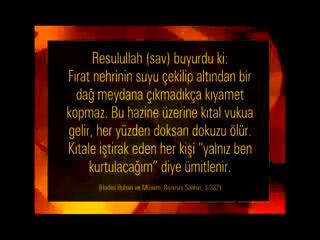 Resulullah (sav) buyurdu ki:
Fırat nehrinin suyu çekilip altından bir
dağ meydana çıkmadıkça kıyamet
kopmaz. Bu hazine üzerine kıtal vukua
gelir, her yüzden doksan dokuzu ölür.
Kıtale iştirak eden her kişi "yalnız ben
kurtulacağım" diye ümitlenir.
(Hadisi Buhari ve Müslim, Riyazüs Salihin, 3/332)